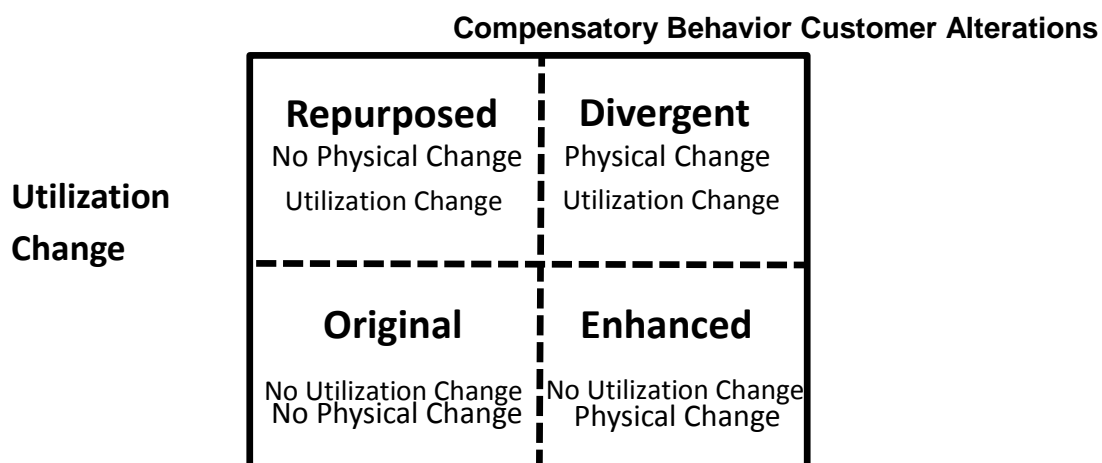 Compensatory Behavior Customer Alterations
Repurposed
No Physical Change
Utilization Change
Divergent
Physical Change
Utilization Change
Utilization
Change
Original
No Utilization Change
No Physical Change
Enhanced
No Utilization Change
Physical Change